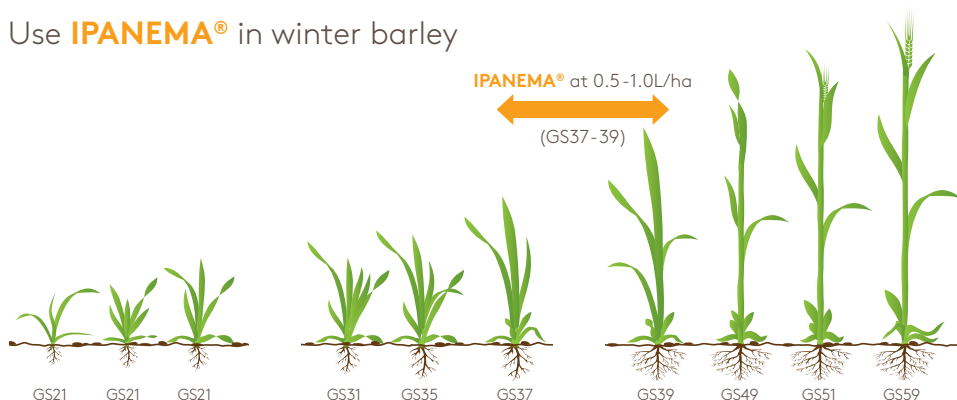 Use IPANEMA® in winter barley
IPANEMA® at 0.5-1.0L/ha
(GS37-39)
GS21 GS21 GS21 GS31 GS35 GS37 GS39 GS49 GS51 GS59